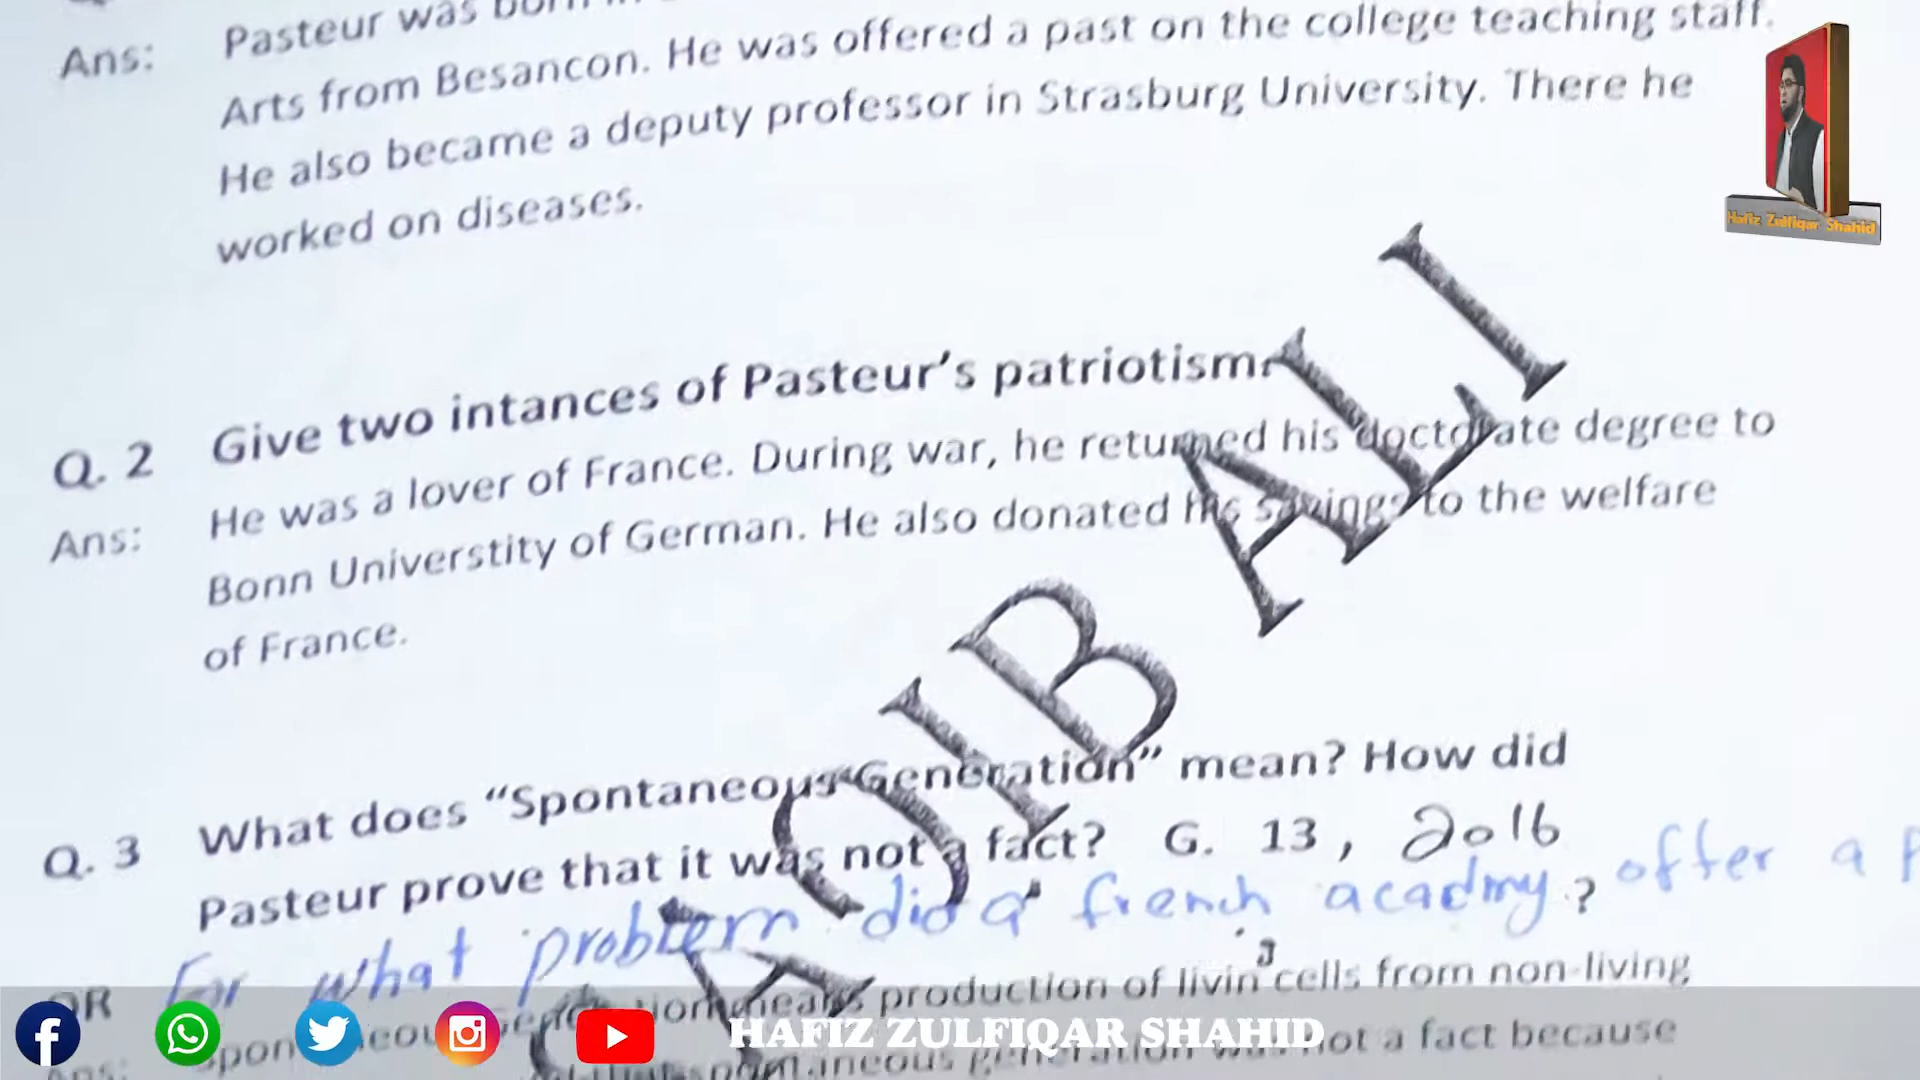 Ans: Pasteur was born in
Arts from Besancon. He was offered a past on the college teaching staff.
He also became a deputy professor in Strasburg University. There he
worked on diseases.
Q. 2 Give two intances of Pasteur's patriotism.
Ans: He was a lover of France. During war, he returned his doctorate degree to
Bonn Universtity of German. He also donated his savings to the welfare
of France.
Q. 3 What does "Spontaneous Generation" mean? How did
Pasteur prove that it was not a fact? G. 13, 2016
OR For what problem did a french academy offer a ?
production of livin cells from non-living
not a fact because
AQIB ALI
Hafiz Zulfiqar Shahid
HAFIZ ZULFIQAR SHAHID